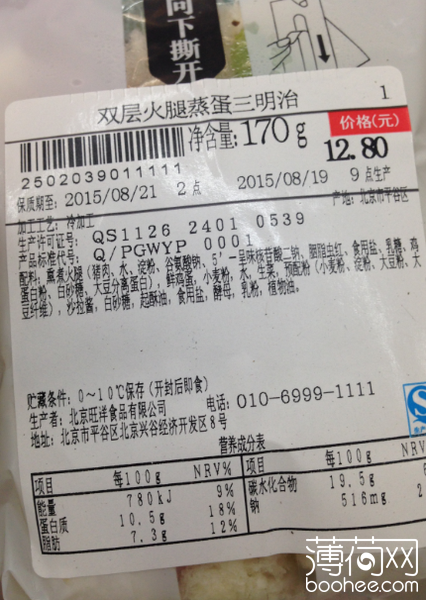 向下撕开
双层火腿蒸蛋三明治 1
净含量:170g 价格(元)
12.80
2502039011111
保质期至: 2015/08/21 2点 2015/08/19 9点生产
加工工艺: 冷加工 产地: 北京市平谷区
生产许可证号: QS1126 2401 0539
产品标准代号: Q/PGWYP 0001
配料: 熏煮火腿(猪肉、水、淀粉、谷氨酸钠、5'-呈味核苷酸二钠、胭脂虫红、食用盐、乳糖、鸡
蛋白粉、白砂糖、大豆分离蛋白), 鲜鸡蛋, 小麦粉, 水, 生菜, 预配粉(小麦粉、淀粉、大豆粉、大
豆纤维), 沙拉酱, 白砂糖, 起酥油, 食用盐, 酵母, 乳粉, 植物油。
贮藏条件: 0~10℃保存(开封后即食)
生产者: 北京旺洋食品有限公司 电话: 010-6999-1111
地址: 北京市平谷区北京兴谷经济开发区8号
营养成分表
项目 每100g NRV% 项目 每100g NRV
能量 780kJ 9% 碳水化合物 19.5g
蛋白质 10.5g 18% 钠 516mg 2
脂肪 7.3g 12%
薄荷网
boohee.com